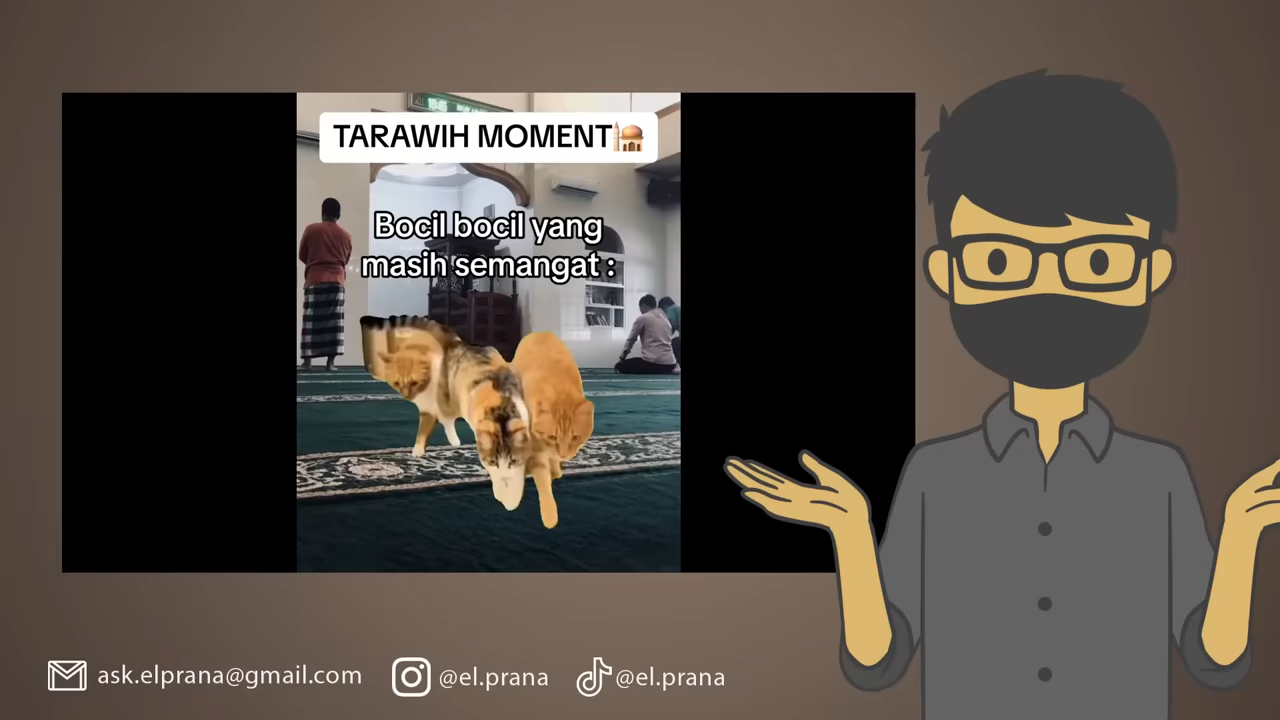 TARAWIH MOMENT🕌
Bocil bocil yang
masih semangat :
ask.elprana@gmail.com
@el.prana
@el.prana